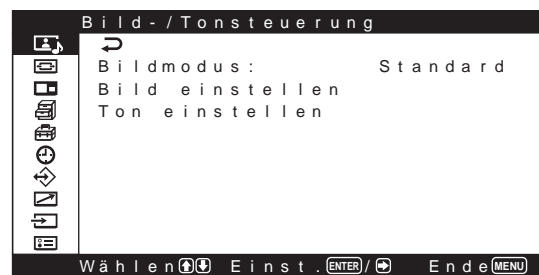 Bild-/Tonsteuerung
Bildmodus: Standard
Bild einstellen
Ton einstellen
Wählen Einst. ENTER / Ende MENU